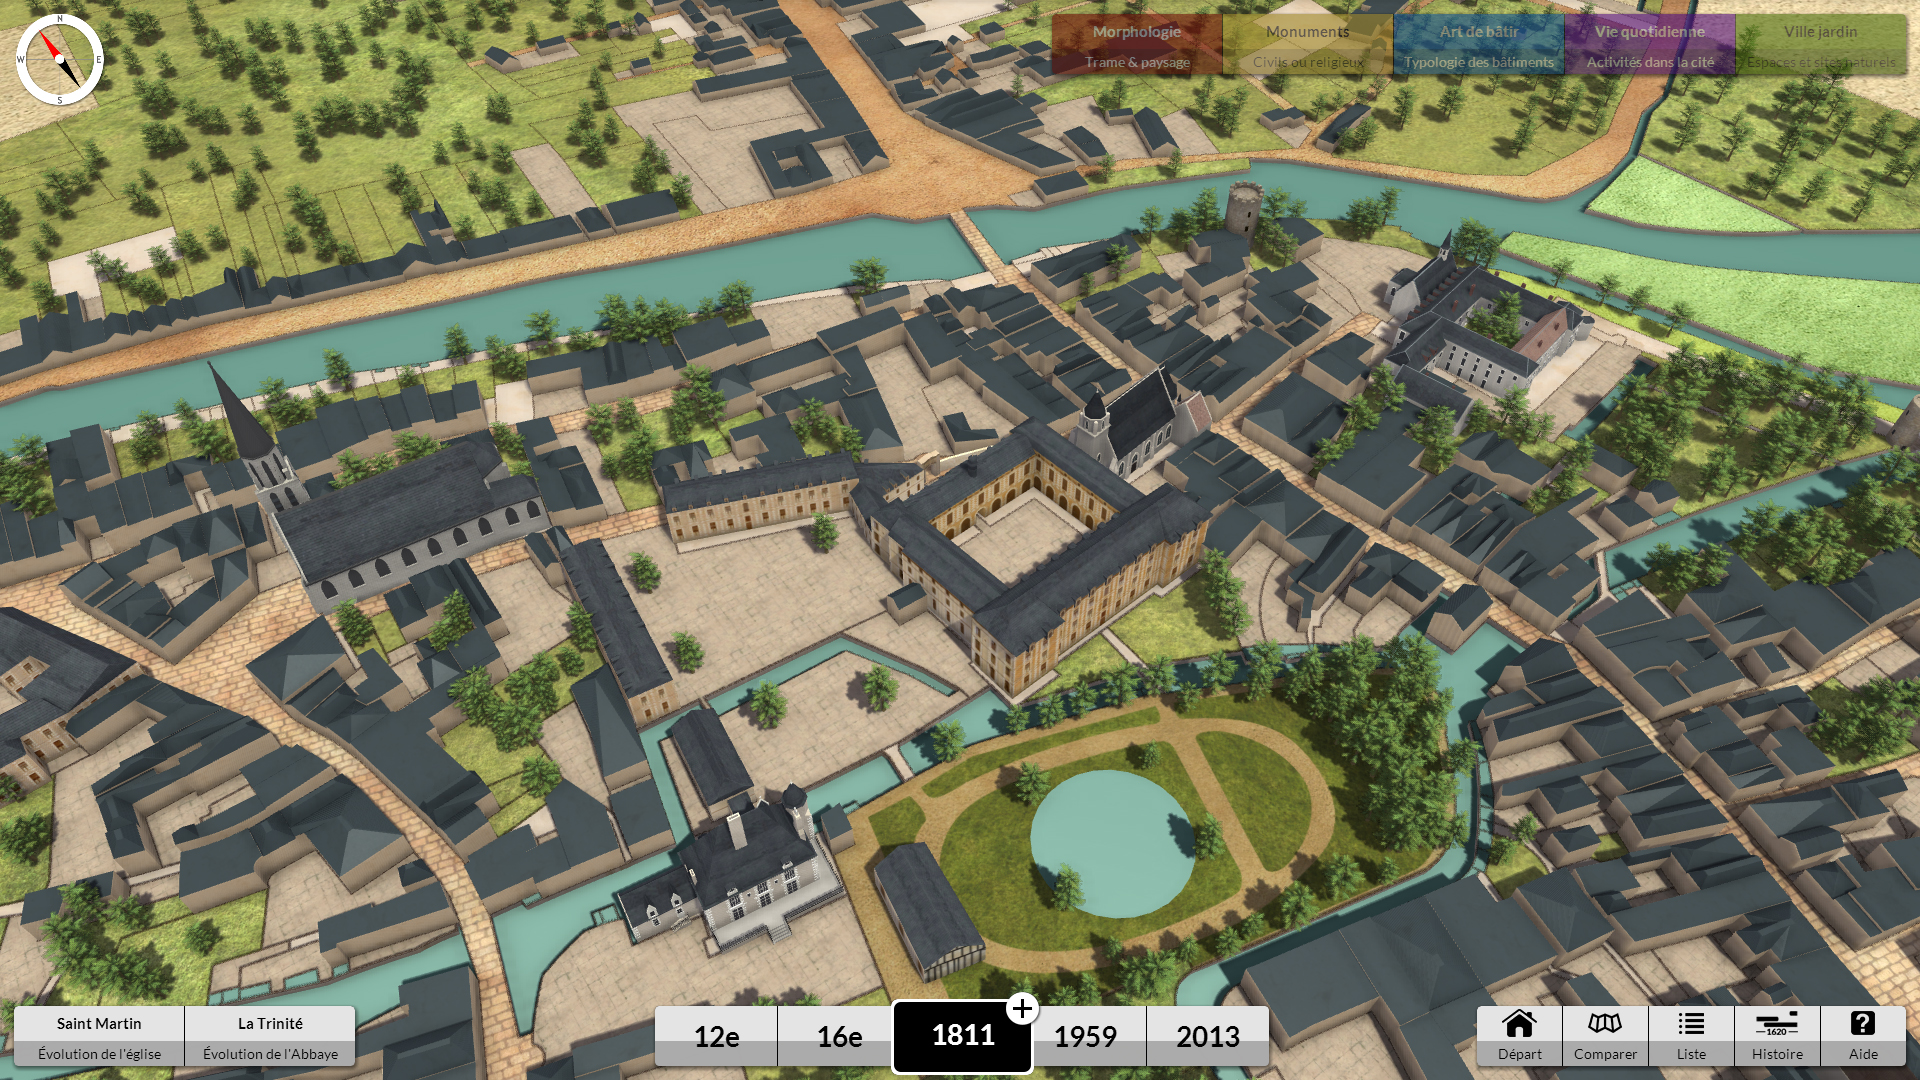 N
W
E
S
Morphologie
Trame & paysage
Monuments
Civils ou religieux
Art de bâtir
Typologie des bâtiments
Vie quotidienne
Activités dans la cité
Ville jardin
Espaces et sites naturels
Saint Martin
Évolution de l'église
La Trinité
Évolution de l'Abbaye
12e
16e
1811
+
1959
2013
Départ
Comparer
Liste
1620
Histoire
?
Aide